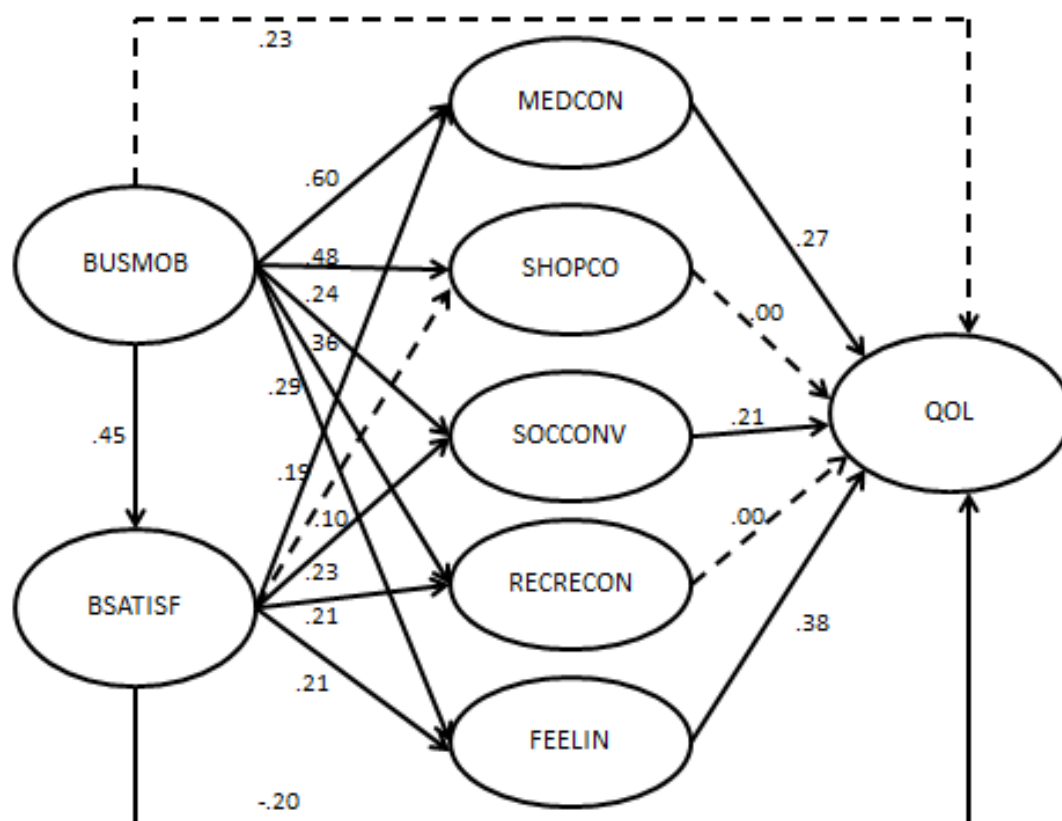 .23
MEDCON
.60
BUSMOB
.48
SHOPCO
.24
.27
.36
.00
.29
QOL
.45
SOCCONV
.21
.19
.10
.00
.23
RECRECON
BSATISF
.21
.38
.21
FEELIN
-.20